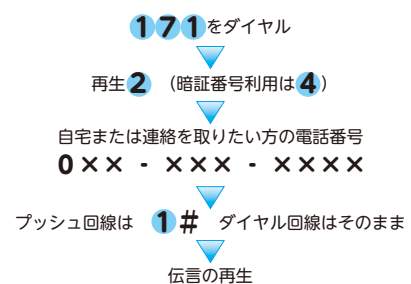 171をダイヤル
再生2 (暗証番号利用は4)
自宅または連絡を取りたい方の電話番号
0×× - ××× - ××××
プッシュ回線は 1# ダイヤル回線はそのまま
伝言の再生